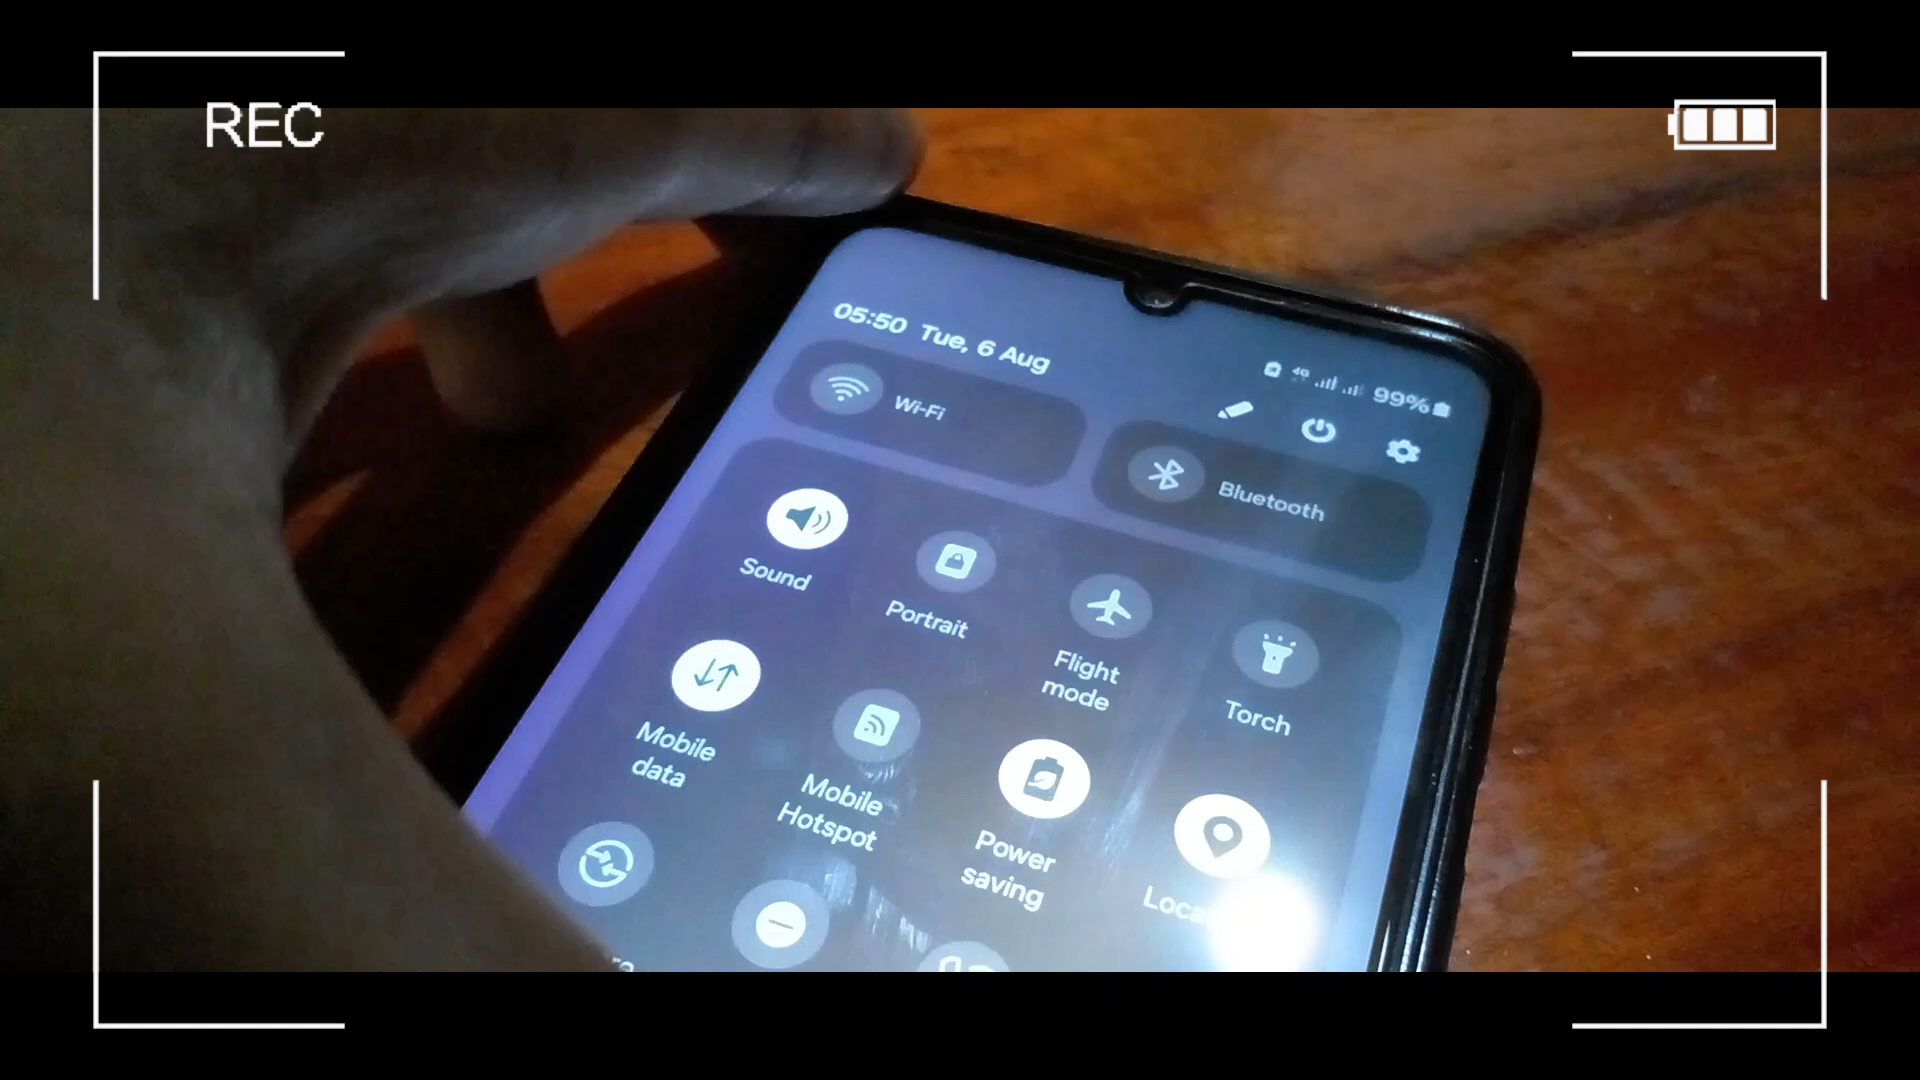 REC
05:50 Tue, 6 Aug
4G 99%
Wi-Fi
Bluetooth
Sound
Portrait
Flight
mode
Torch
Mobile
data
Mobile
Hotspot
Power
saving